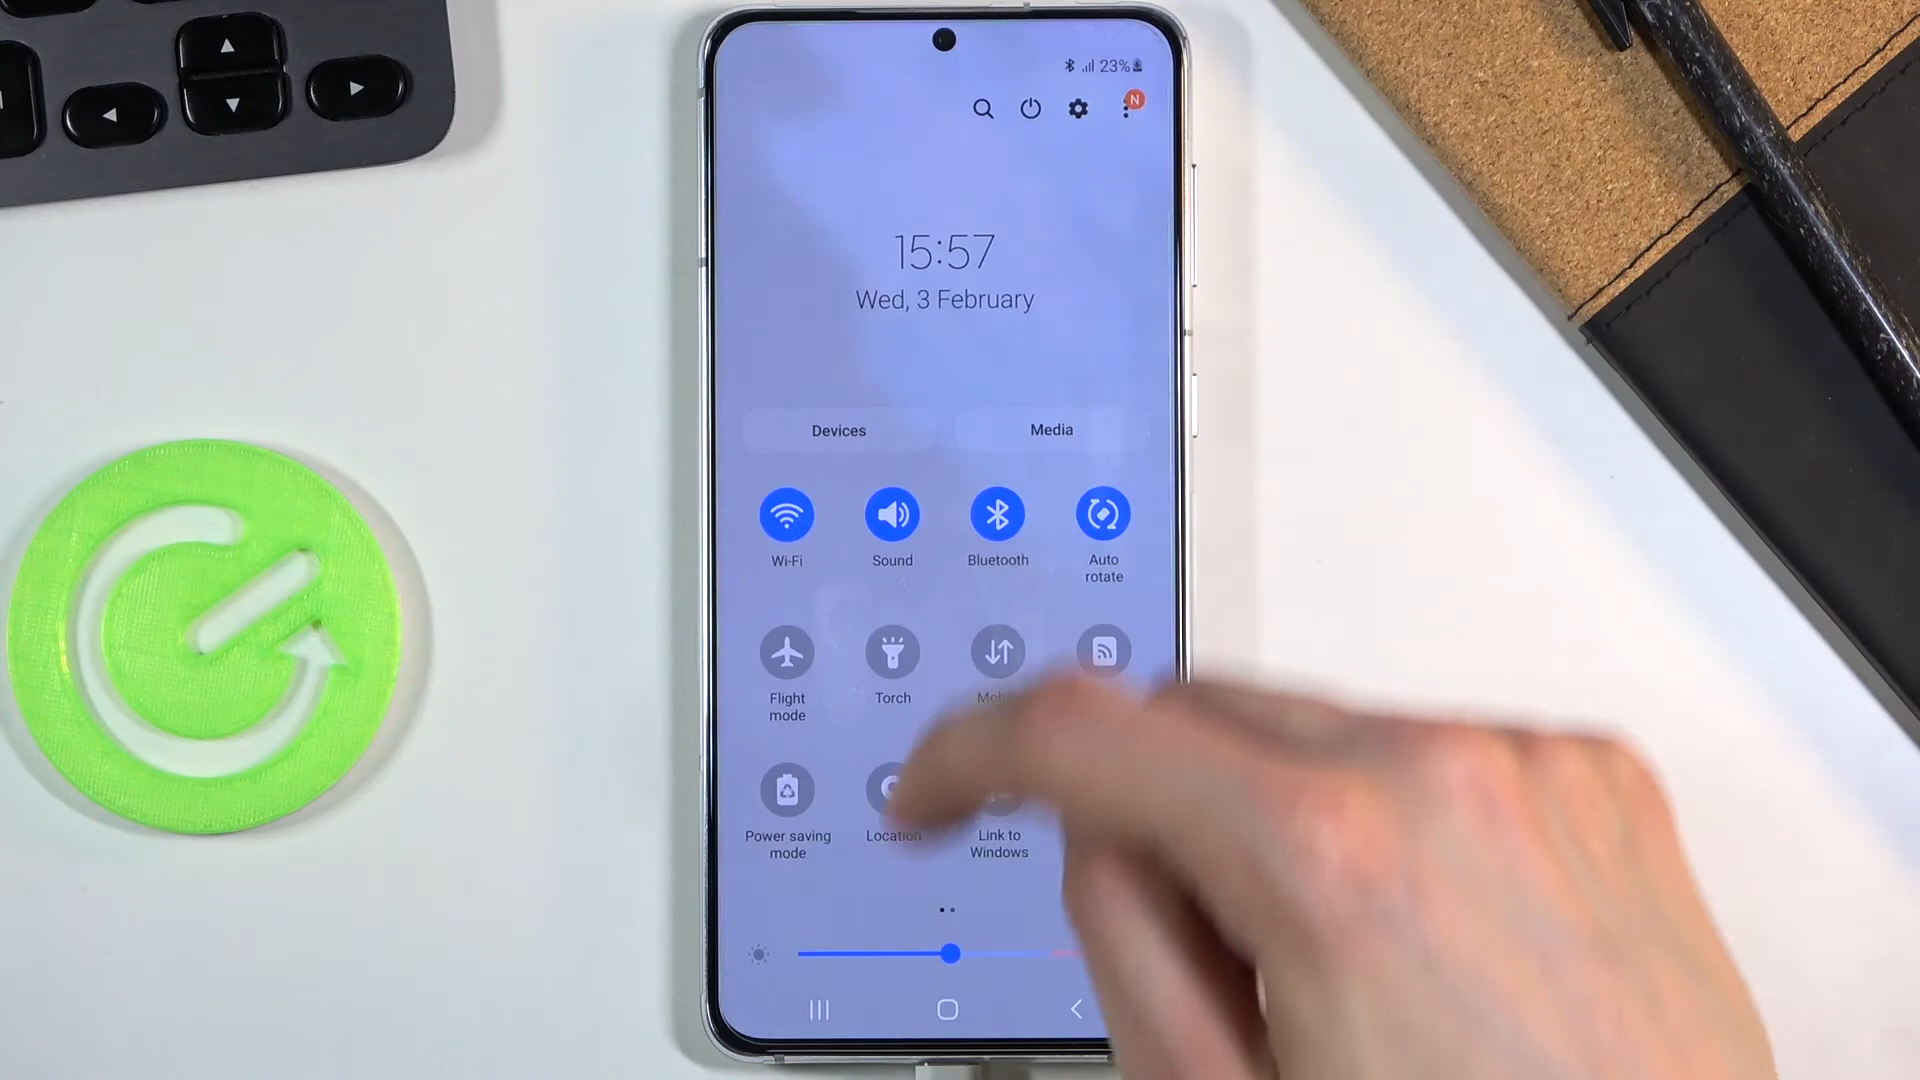 23%
N
15:57
Wed, 3 February
Devices Media
Wi-Fi Sound Bluetooth Auto
rotate
Flight
mode Torch
Power saving
mode Location Link to
Windows